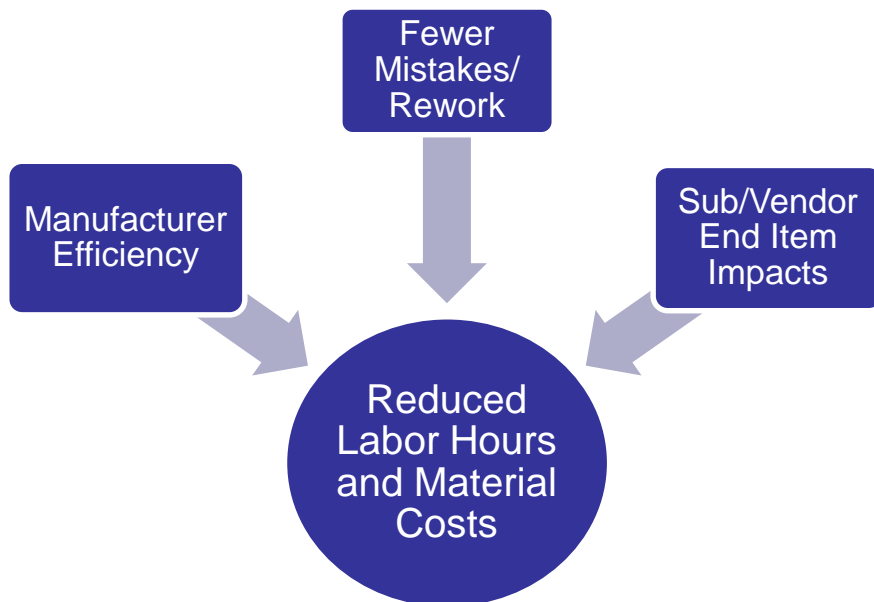 Fewer
Mistakes/
Rework
Manufacturer
Efficiency
Sub/Vendor
End Item
Impacts
Reduced
Labor Hours
and Material
Costs